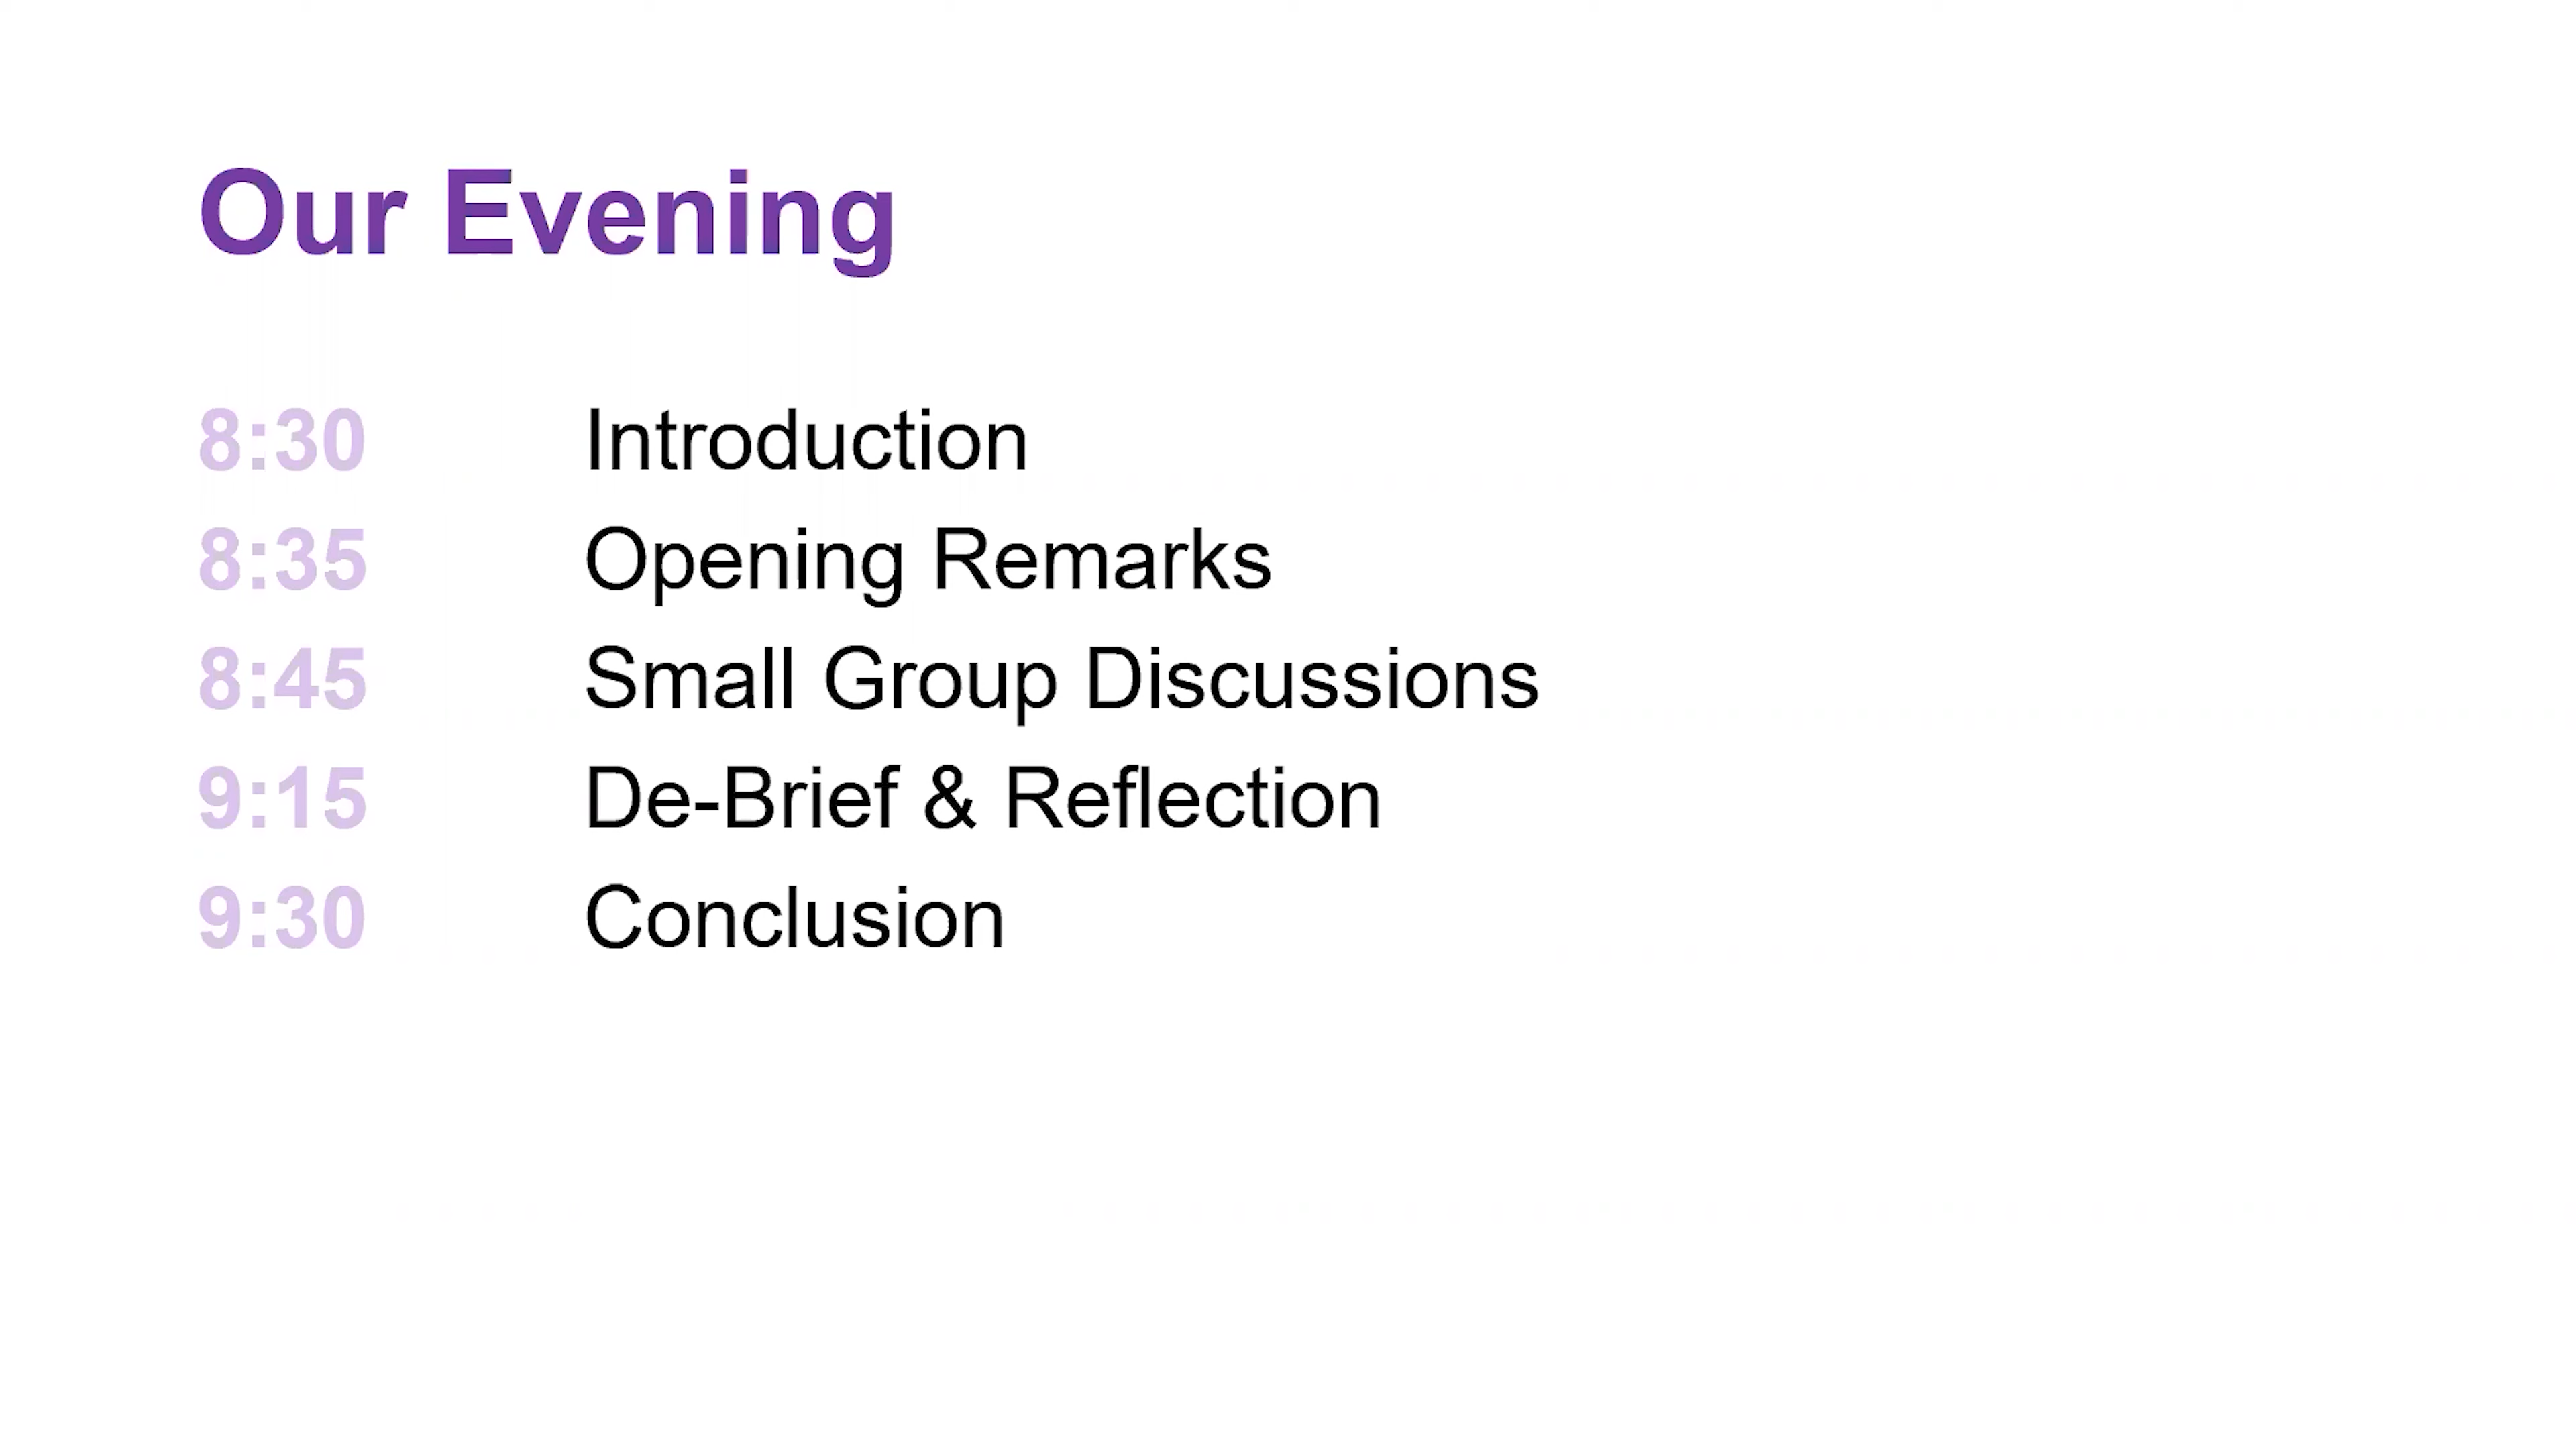 Our Evening
8:30 Introduction
8:35 Opening Remarks
8:45 Small Group Discussions
9:15 De-Brief & Reflection
9:30 Conclusion